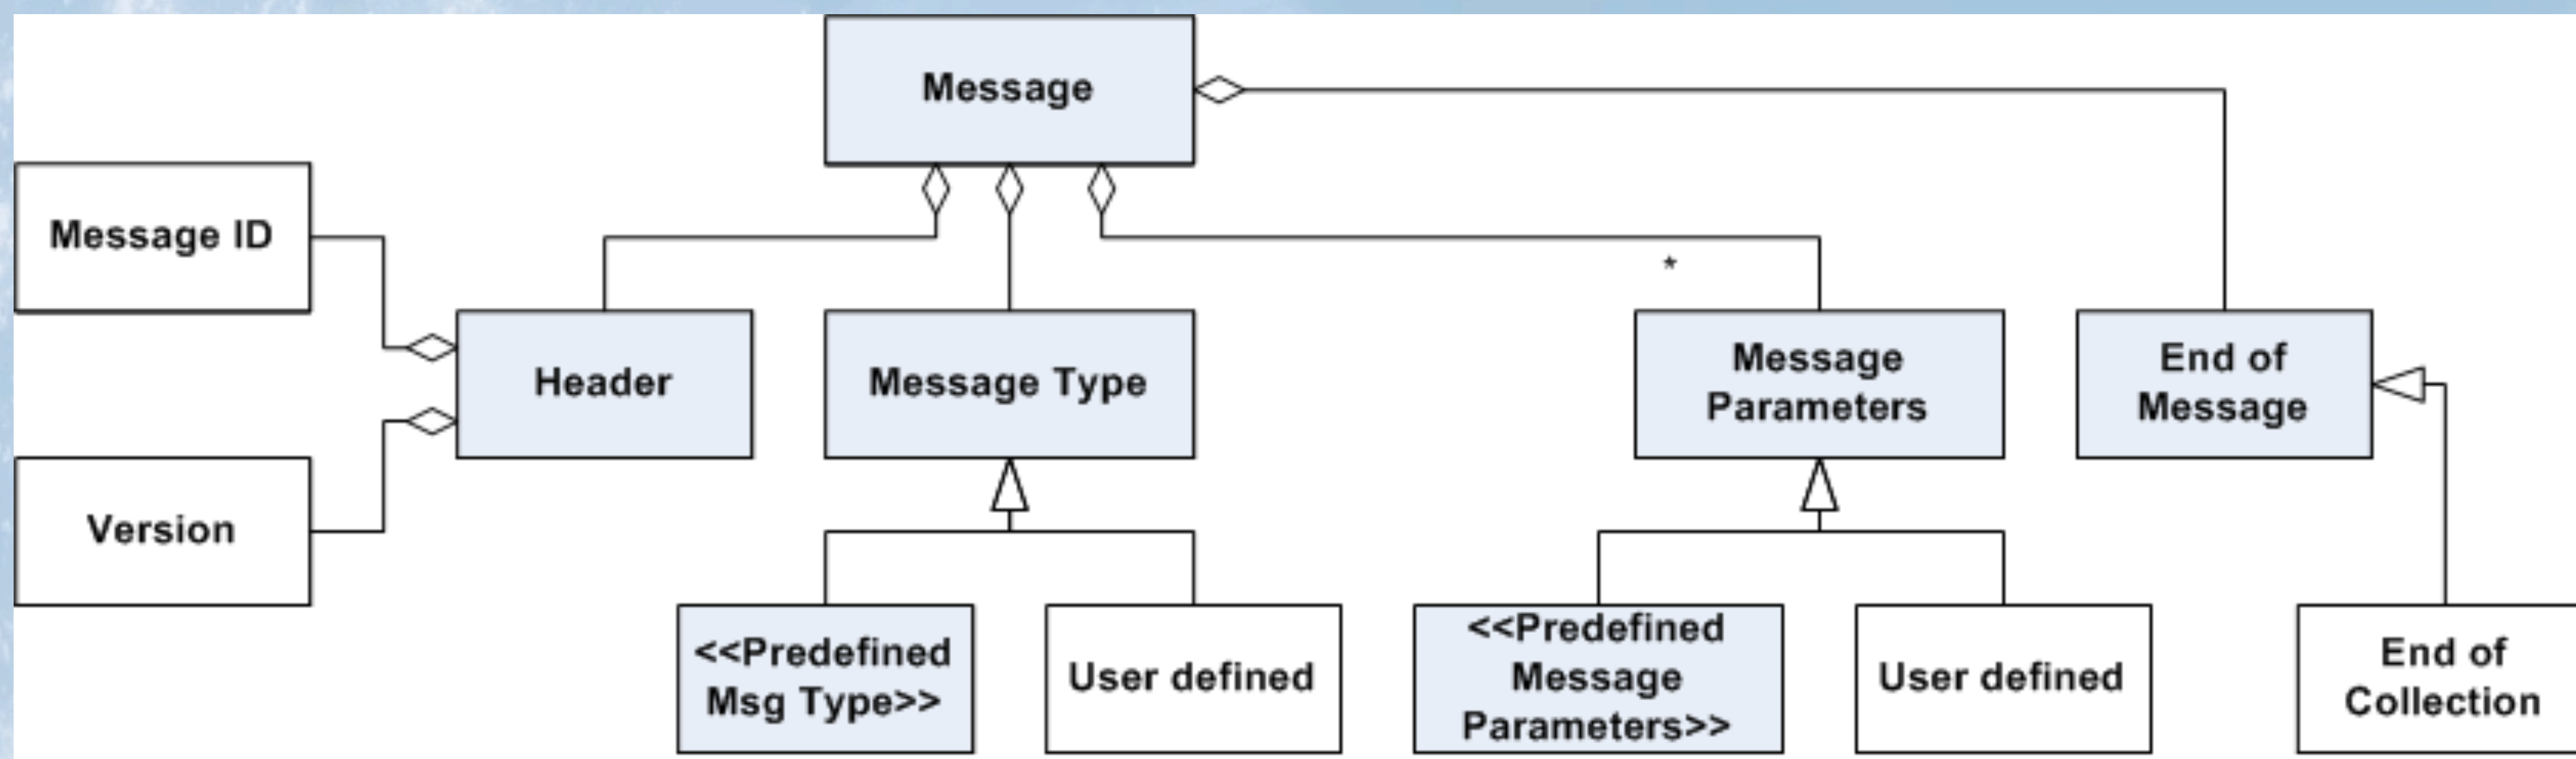 Message
Message ID
*
Header
Message Type
Message
Parameters
End of
Message
Version
<<Predefined
Msg Type>>
User defined
<<Predefined
Message
Parameters>>
User defined
End of
Collection